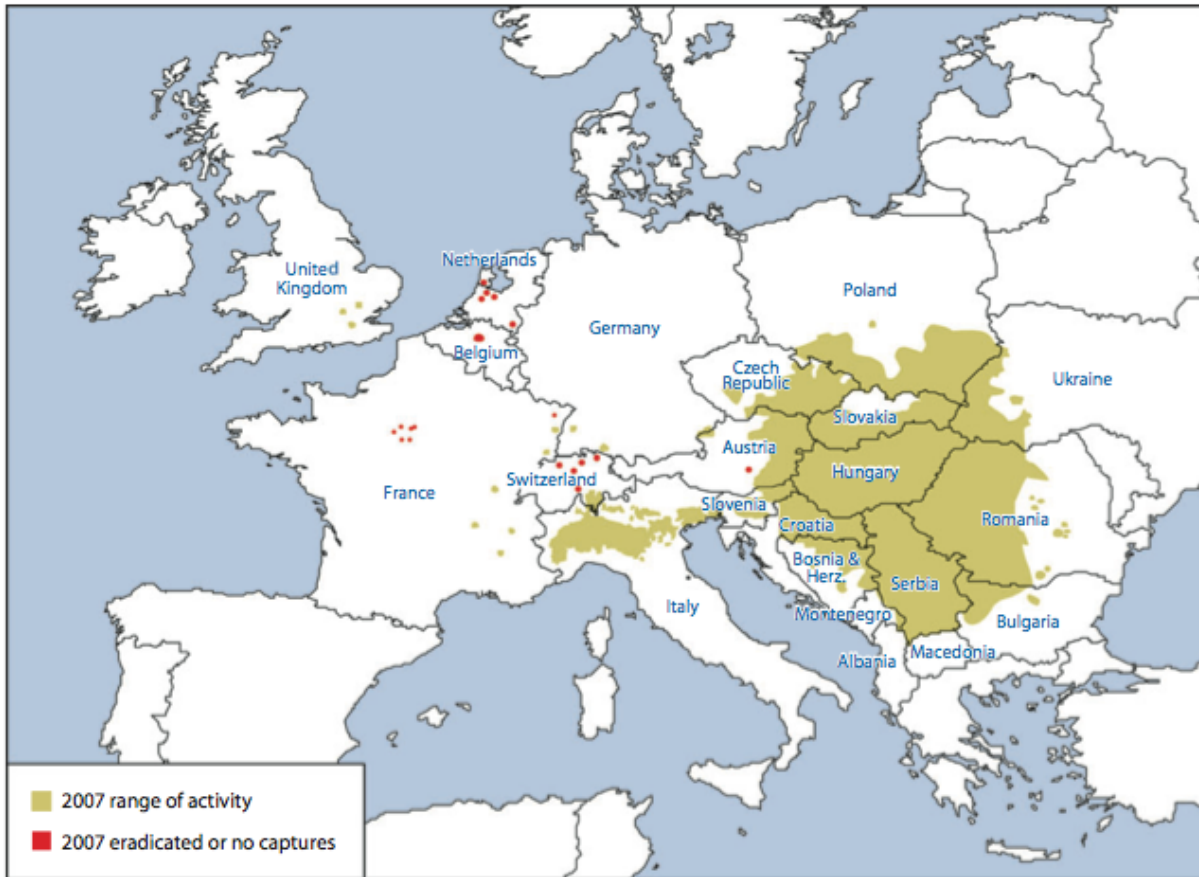 Netherlands
United
Kingdom
Poland
Germany
Belgium
Czech
Republic
Ukraine
Slovakia
Austria
Hungary
Switzerland
France
Slovenia
Romania
Croatia
Bosnia &
Herz.
Serbia
Italy
Montenegro
Bulgaria
Macedonia
Albania
2007 range of activity
2007 eradicated or no captures